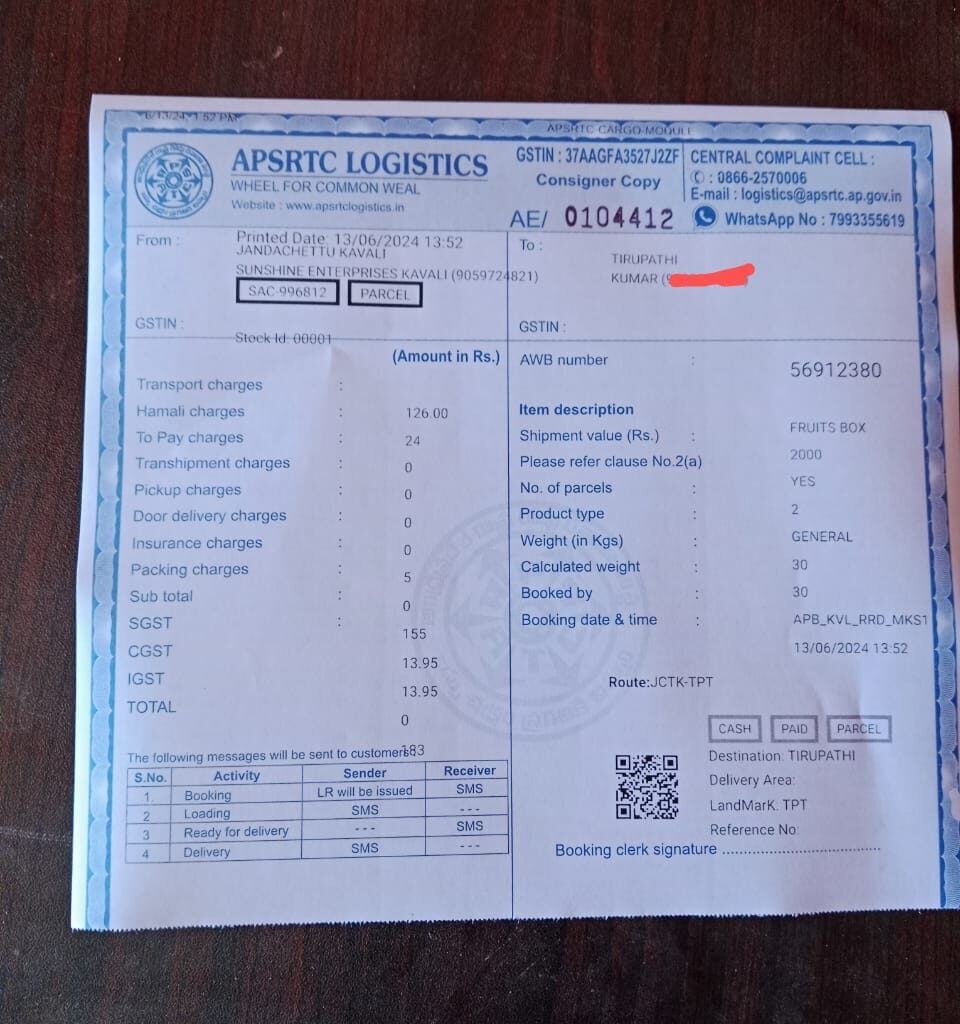 6/13/24, 1:52 PM
APSRTC CARGO-MODULE
APSRTC LOGISTICS
WHEEL FOR COMMON WEAL
Website : www.apsrtclogistics.in
GSTIN : 37AAGFA3527J2ZF
Consigner Copy
AE/ 0104412
CENTRAL COMPLAINT CELL :
: 0866-2570006
E-mail : logistics@apsrtc.ap.gov.in
WhatsApp No : 7993355619
From :
Printed Date: 13/06/2024 13:52
JANDACHETTU KAVALI
SUNSHINE ENTERPRISES KAVALI (9059724821)
SAC-996812 PARCEL
GSTIN :
Stock Id: 00001
To :
TIRUPATHI
KUMAR (
GSTIN :
(Amount in Rs.)
Transport charges :
Hamali charges : 126.00
To Pay charges : 24
Transhipment charges : 0
Pickup charges : 0
Door delivery charges : 0
Insurance charges : 0
Packing charges : 5
Sub total : 0
SGST : 155
CGST 13.95
IGST 13.95
TOTAL 0
183
AWB number : 56912380
Item description FRUITS BOX
Shipment value (Rs.) : 2000
Please refer clause No.2(a) YES
No. of parcels : 2
Product type : GENERAL
Weight (in Kgs) : 30
Calculated weight : 30
Booked by : APB_KVL_RRD_MKST
Booking date & time : 13/06/2024 13:52
Route:JCTK-TPT
CASH PAID PARCEL
Destination: TIRUPATHI
Delivery Area:
LandMarK: TPT
Reference No:
Booking clerk signature
The following messages will be sent to customers
S.No. Activity Sender Receiver
1 Booking LR will be issued SMS
2 Loading SMS ---
3 Ready for delivery --- SMS
4 Delivery SMS ---